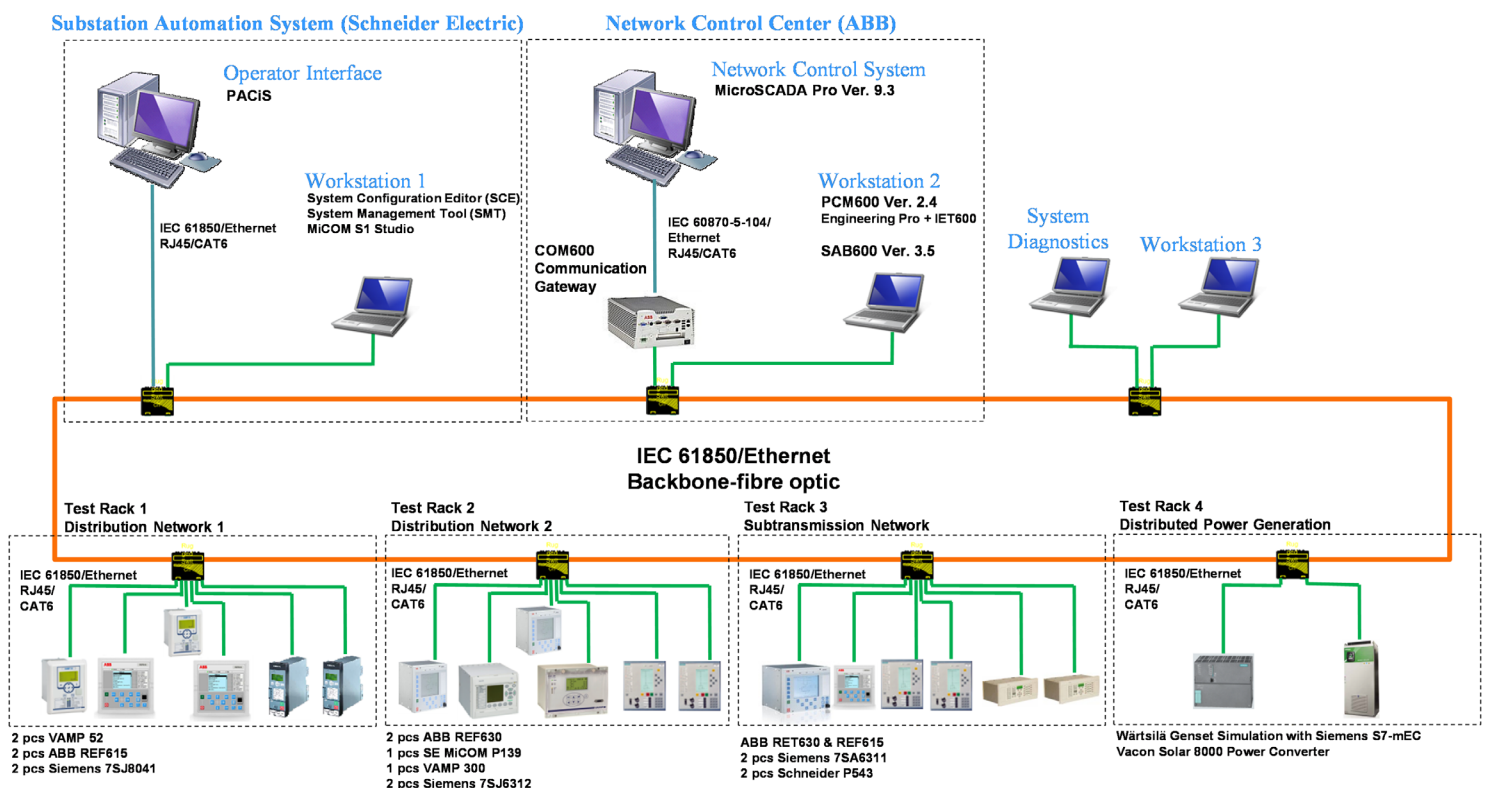 Substation Automation System (Schneider Electric)
Network Control Center (ABB)
Operator Interface
PACiS
Workstation 1
System Configuration Editor (SCE)
System Management Tool (SMT)
MiCOM S1 Studio
IEC 61850/Ethernet
RJ45/CAT6
Network Control System
MicroSCADA Pro Ver. 9.3
Workstation 2
PCM600 Ver. 2.4
Engineering Pro + IET600
SAB600 Ver. 3.5
IEC 60870-5-104/
Ethernet
RJ45/CAT6
COM600
Communication
Gateway
ABB
System
Diagnostics
Workstation 3
IEC 61850/Ethernet
Backbone-fibre optic
Test Rack 1
Distribution Network 1
IEC 61850/Ethernet
RJ45/
CAT6
ABB
ABB
2 pcs VAMP 52
2 pcs ABB REF615
2 pcs Siemens 7SJ8041
Test Rack 2
Distribution Network 2
IEC 61850/Ethernet
RJ45/
CAT6
2 pcs ABB REF630
1 pcs SE MiCOM P139
1 pcs VAMP 300
2 pcs Siemens 7SJ6312
Test Rack 3
Subtransmission Network
IEC 61850/Ethernet
RJ45/
CAT6
ABB
ABB RET630 & REF615
2 pcs Siemens 7SA6311
2 pcs Schneider P543
Test Rack 4
Distributed Power Generation
IEC 61850/Ethernet
RJ45/
CAT6
Wärtsilä Genset Simulation with Siemens S7-mEC
Vacon Solar 8000 Power Converter